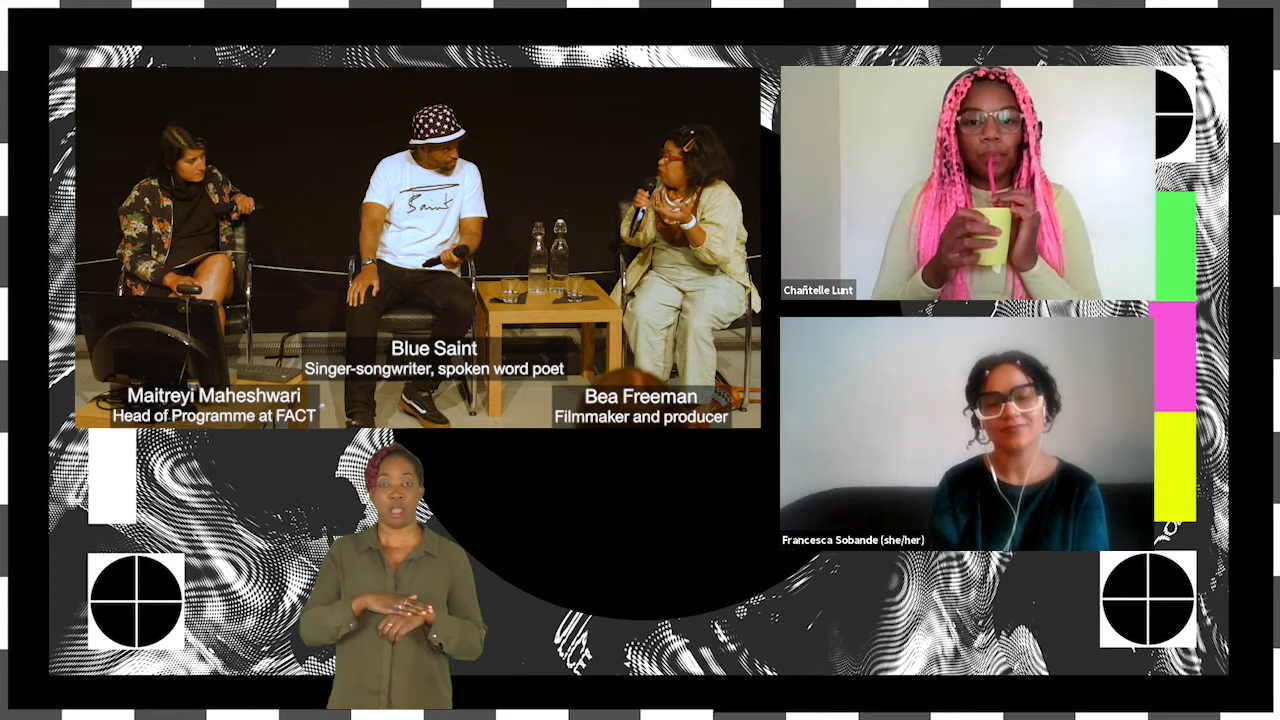 Saint
Blue Saint
Singer-songwriter, spoken word poet
Maitreyi Maheshwari
Head of Programme at FACT
Bea Freeman
Filmmaker and producer
Chañtelle Lunt
Francesca Sobande (she/her)